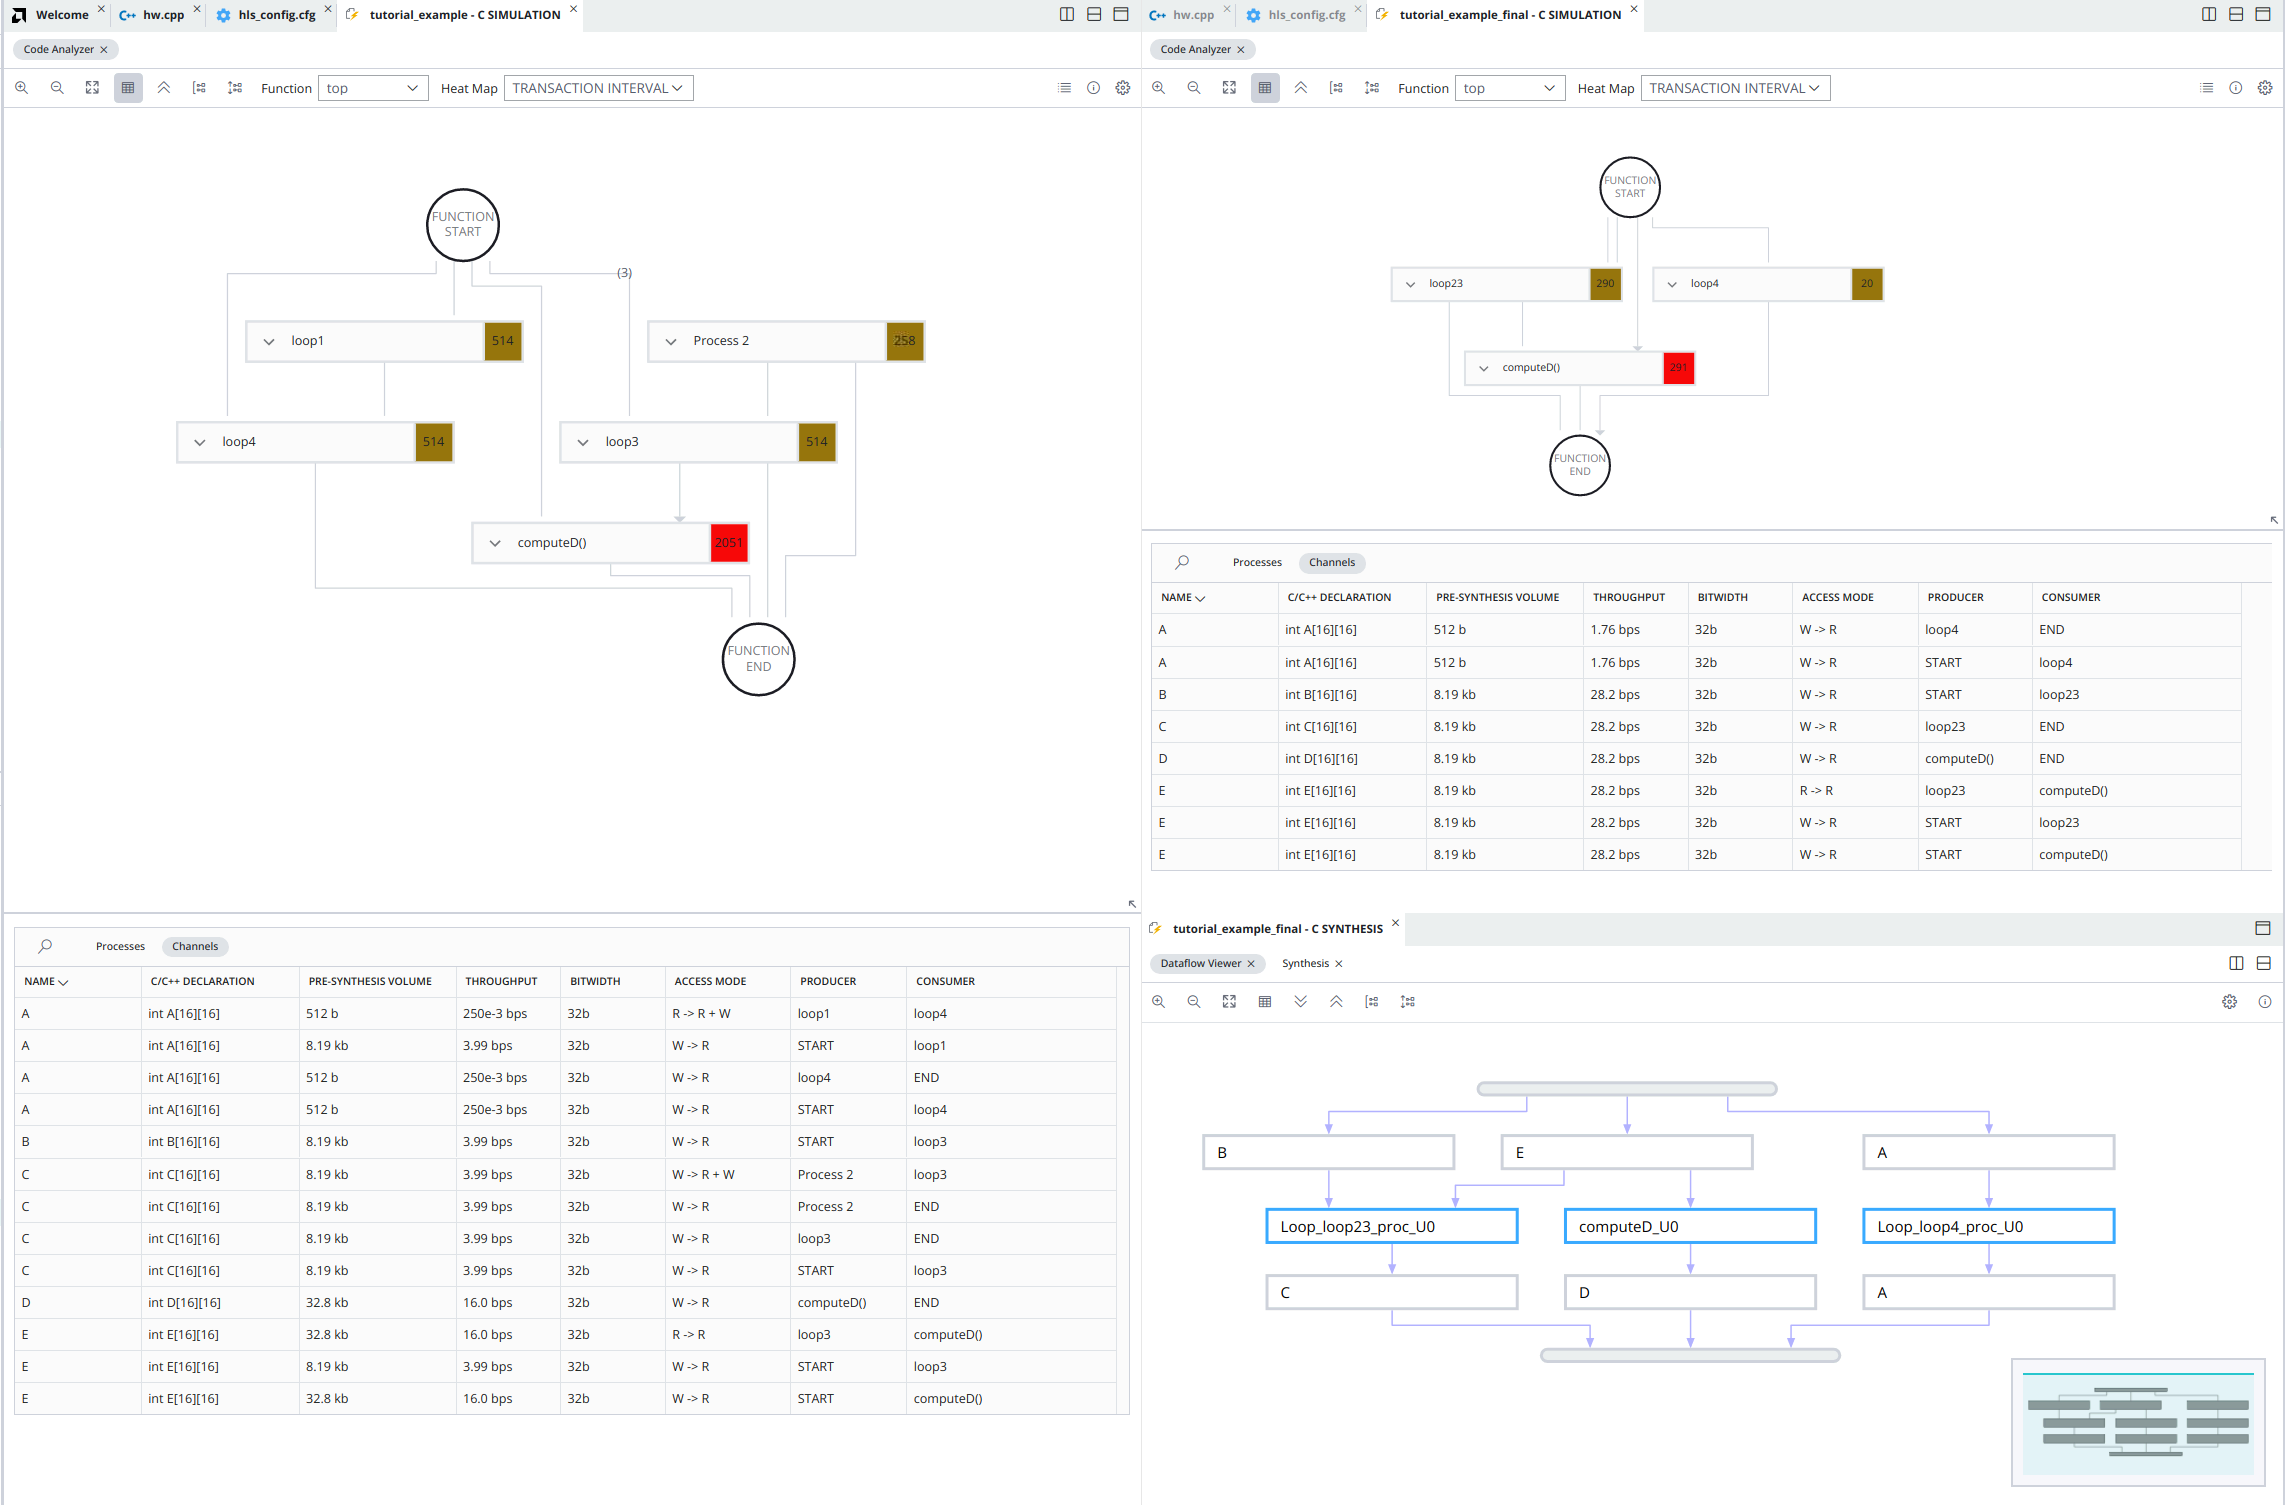 Welcome × hw.cpp × hls_config.cfg × tutorial_example - C SIMULATION ×
Code Analyzer ×
Function top Heat Map TRANSACTION INTERVAL
FUNCTION
START
(3)
loop1 514
Process 2 258
loop4 514
loop3 514
computeD() 2051
FUNCTION
END
Processes Channels
NAME C/C++ DECLARATION PRE-SYNTHESIS VOLUME THROUGHPUT BITWIDTH ACCESS MODE PRODUCER CONSUMER
A int A[16][16] 512 b 250e-3 bps 32b R -> R + W loop1 loop4
A int A[16][16] 8.19 kb 3.99 bps 32b W -> R START loop1
A int A[16][16] 512 b 250e-3 bps 32b W -> R loop4 END
A int A[16][16] 512 b 250e-3 bps 32b W -> R START loop4
B int B[16][16] 8.19 kb 3.99 bps 32b W -> R START loop3
C int C[16][16] 8.19 kb 3.99 bps 32b W -> R + W Process 2 loop3
C int C[16][16] 8.19 kb 3.99 bps 32b W -> R Process 2 END
C int C[16][16] 8.19 kb 3.99 bps 32b W -> R loop3 END
C int C[16][16] 8.19 kb 3.99 bps 32b W -> R START loop3
D int D[16][16] 32.8 kb 16.0 bps 32b W -> R computeD() END
E int E[16][16] 32.8 kb 16.0 bps 32b R -> R loop3 computeD()
E int E[16][16] 8.19 kb 3.99 bps 32b W -> R START loop3
E int E[16][16] 32.8 kb 16.0 bps 32b W -> R START computeD()
C++ hw.cpp × hls_config.cfg × tutorial_example_final - C SIMULATION ×
Code Analyzer ×
Function top Heat Map TRANSACTION INTERVAL
FUNCTION
START
loop23 290
loop4 20
computeD() 291
FUNCTION
END
Processes Channels
NAME C/C++ DECLARATION PRE-SYNTHESIS VOLUME THROUGHPUT BITWIDTH ACCESS MODE PRODUCER CONSUMER
A int A[16][16] 512 b 1.76 bps 32b W -> R loop4 END
A int A[16][16] 512 b 1.76 bps 32b W -> R START loop4
B int B[16][16] 8.19 kb 28.2 bps 32b W -> R START loop23
C int C[16][16] 8.19 kb 28.2 bps 32b W -> R loop23 END
D int D[16][16] 8.19 kb 28.2 bps 32b W -> R computeD() END
E int E[16][16] 8.19 kb 28.2 bps 32b R -> R loop23 computeD()
E int E[16][16] 8.19 kb 28.2 bps 32b W -> R START loop23
E int E[16][16] 8.19 kb 28.2 bps 32b W -> R START computeD()
tutorial_example_final - C SYNTHESIS ×
Dataflow Viewer × Synthesis ×
B E A
Loop_loop23_proc_U0 computeD_U0 Loop_loop4_proc_U0
C D A